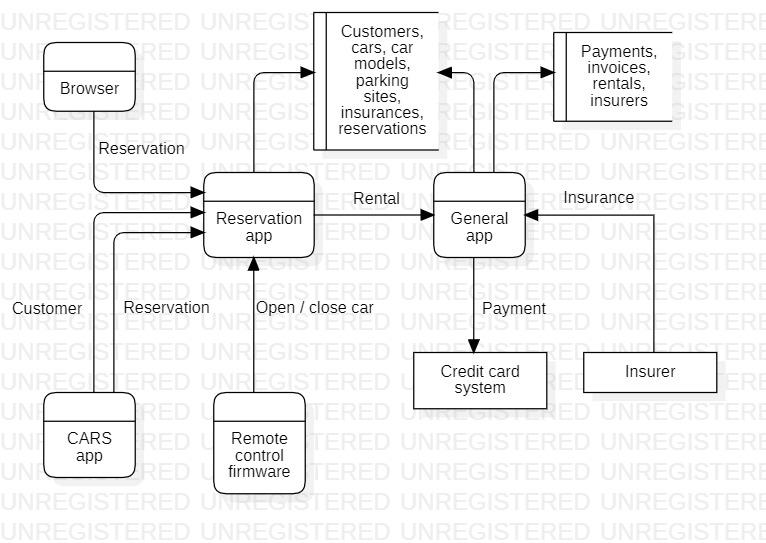 Customers,
cars, car
models,
parking
sites,
insurances,
reservations
Payments,
invoices,
rentals,
insurers
Browser
Reservation
Reservation
app
Rental
General
app
Insurance
Customer
Reservation
Open / close car
Payment
Credit card
system
Insurer
CARS
app
Remote
control
firmware
UNREGISTERED